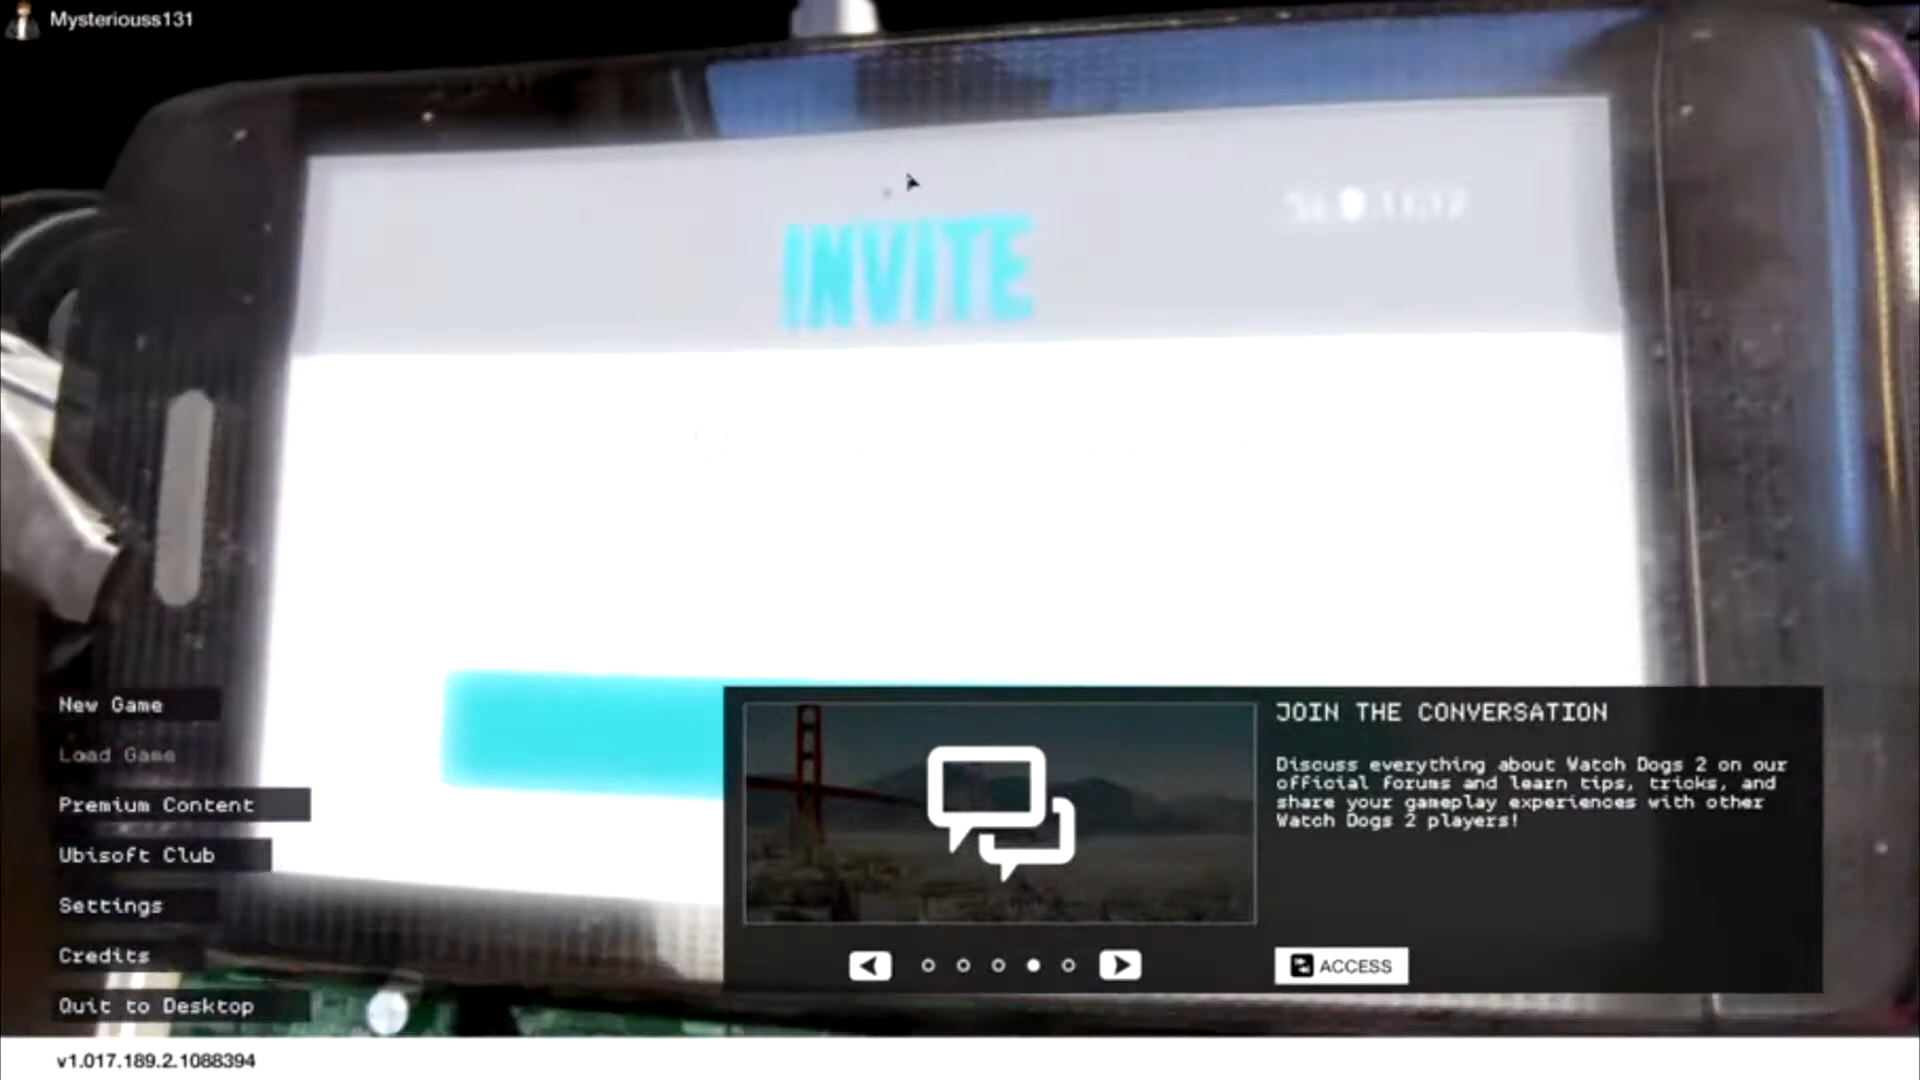 Mysteriouss131
INVITE
New Game
Load Game
Premium Content
Ubisoft Club
Settings
Credits
Quit to Desktop
JOIN THE CONVERSATION
Discuss everything about Watch Dogs 2 on our
official forums and learn tips, tricks, and
share your gameplay experiences with other
Watch Dogs 2 players!
ACCESS
v1.017.189.2.1088394